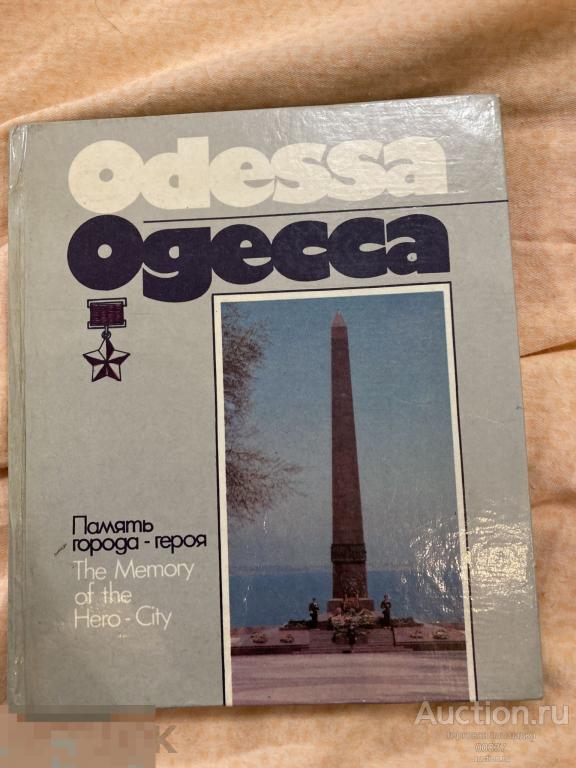 Odessa
Одесса
Память
города - героя
The Memory
of the
Hero - City
Auction.ru